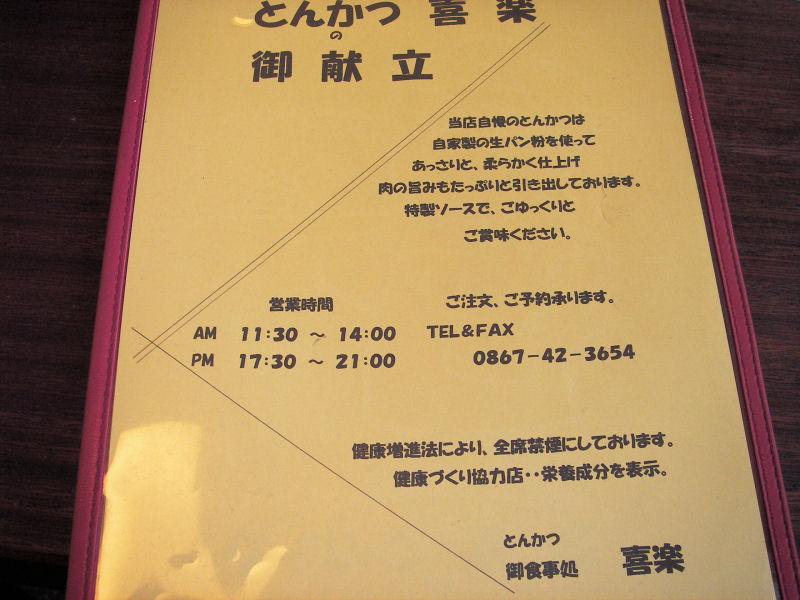 とんかつ 喜楽
の
御献立
当店自慢のとんかつは
自家製の生パン粉を使って
あっさりと、柔らかく仕上げ
肉の旨みもたっぷりと引き出しております。
特製ソースで、ごゆっくりと
ご賞味ください。
営業時間
AM 11:30 ～ 14:00
PM 17:30 ～ 21:00
ご注文、ご予約承ります。
TEL&FAX
0867-42-3654
健康増進法により、全席禁煙にしております。
健康づくり協力店‥栄養成分を表示。
とんかつ
御食事処 喜楽